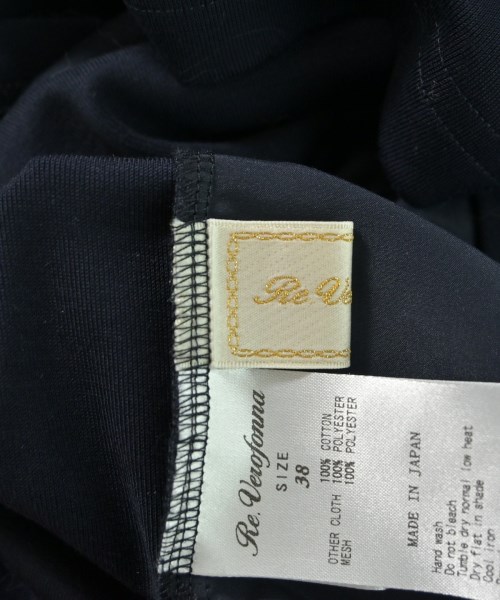 Re. Ve
Re. Verofonna
SIZE
38
100% COTTON
OTHER CLOTH 100% POLYESTER
MESH 100% POLYESTER
MADE IN JAPAN
Hand wash
Do not bleach
Tumble dry normal low heat
Dry flat in shade
Cool iron